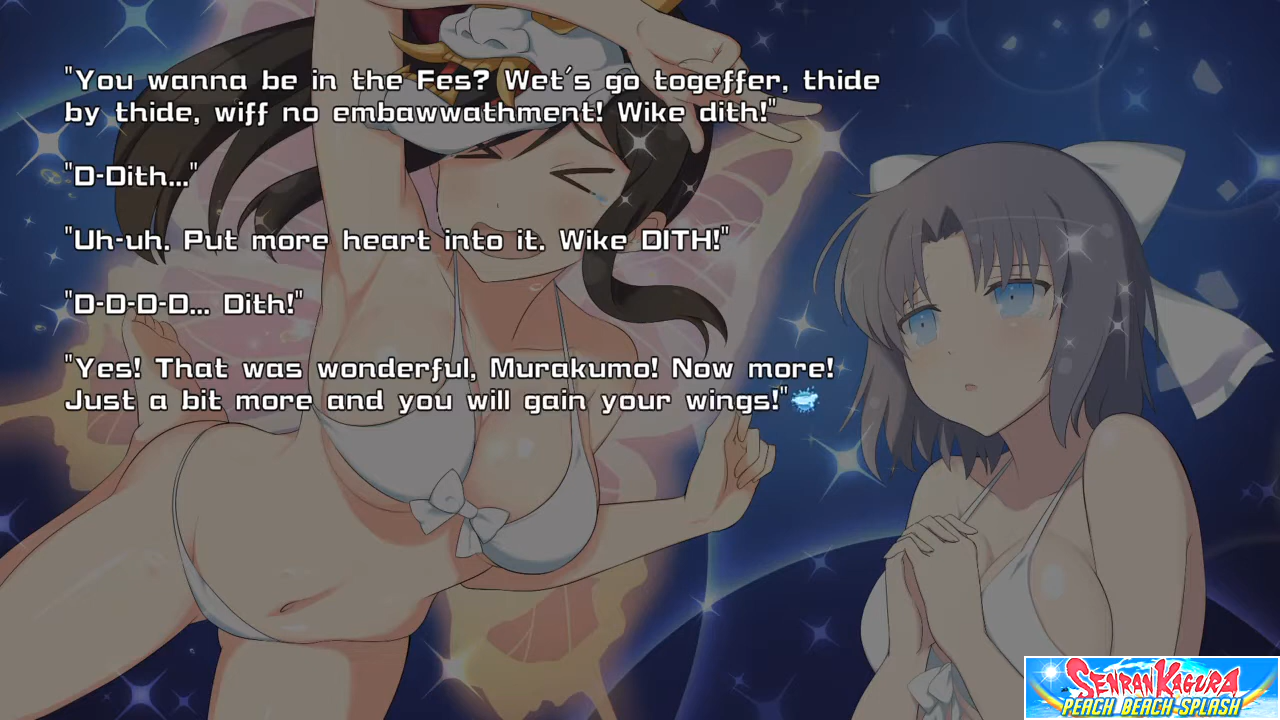 "You wanna be in the Fes? Wet's go togeffer, thide
by thide, wiff no embawwathment! Wike dith!"
"D-Dith..."
"Uh-uh. Put more heart into it. Wike DITH!"
"D-D-D-D... Dith!"
"Yes! That was wonderful, Murakumo! Now more!
Just a bit more and you will gain your wings!"
SENRAN KAGURA
PEACH BEACH SPLASH